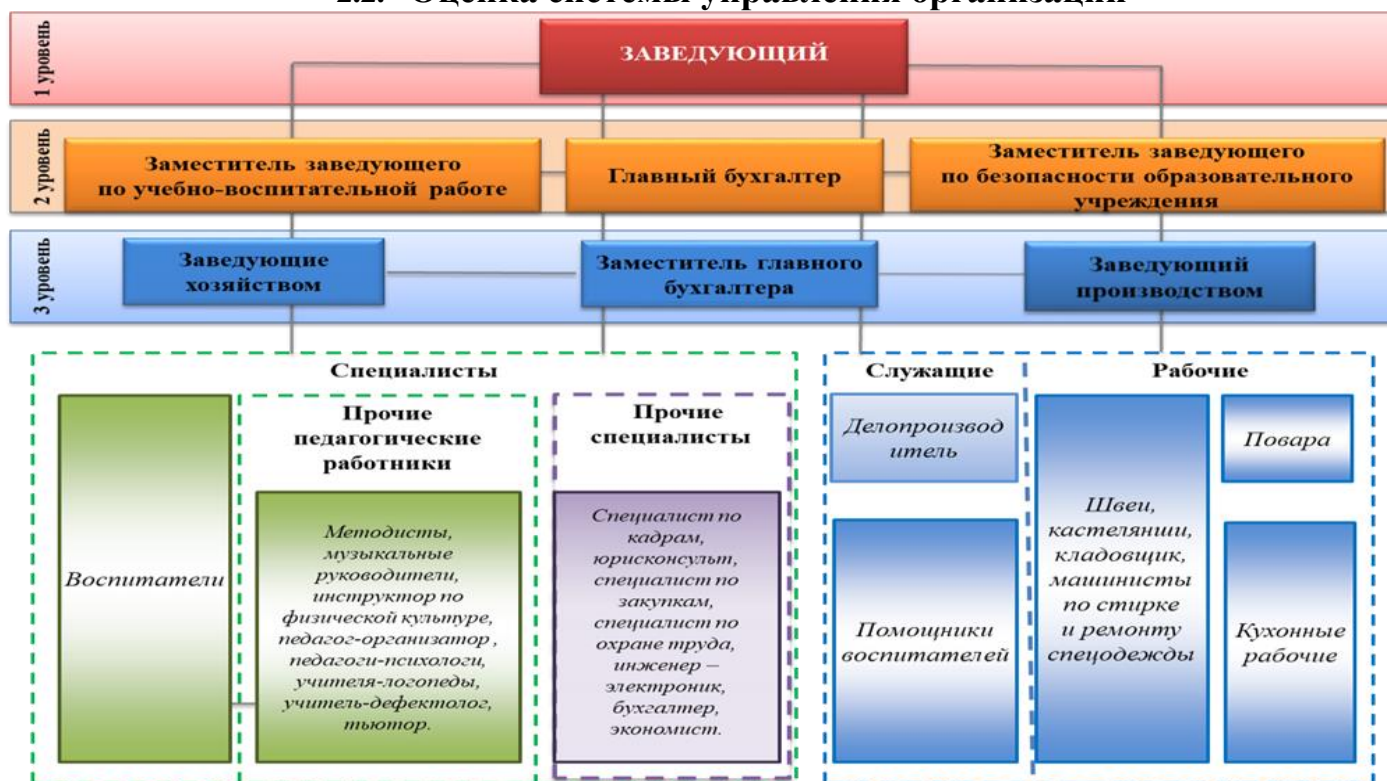 2.2. Оценка системы управления организации
1 уровень
ЗАВЕДУЮЩИЙ
2 уровень
Заместитель заведующего
по учебно-воспитательной работе
Главный бухгалтер
Заместитель заведующего
по безопасности образовательного
учреждения
3 уровень
Заведующие
хозяйством
Заместитель главного
бухгалтера
Заведующий
производством
Специалисты
Воспитатели
Прочие
педагогические
работники
Методисты,
музыкальные
руководители,
инструктор по
физической культуре,
педагог-организатор ,
педагоги-психологи,
учителя-логопеды,
учитель-дефектолог,
тьютор.
Прочие
специалисты
Специалист по
кадрам,
юрисконсульт,
специалист по
закупкам,
специалист по
охране труда,
инженер –
электроник,
бухгалтер,
экономист.
Служащие
Делопроизвод
итель
Помощники
воспитателей
Рабочие
Швеи,
кастелянши,
кладовщик,
машинисты
по стирке
и ремонту
спецодежды
Повара
Кухонные
рабочие